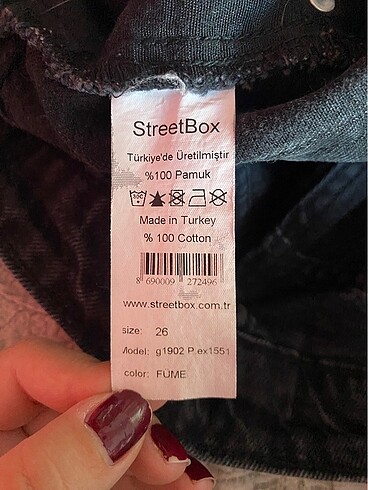 StreetBox
Türkiye'de Üretilmiştir
%100 Pamuk
Made in Turkey
% 100 Cotton
8 690009 272496
www.streetbox.com.tr
size: 26
Model: g1902 P.ex1551
color: FÜME